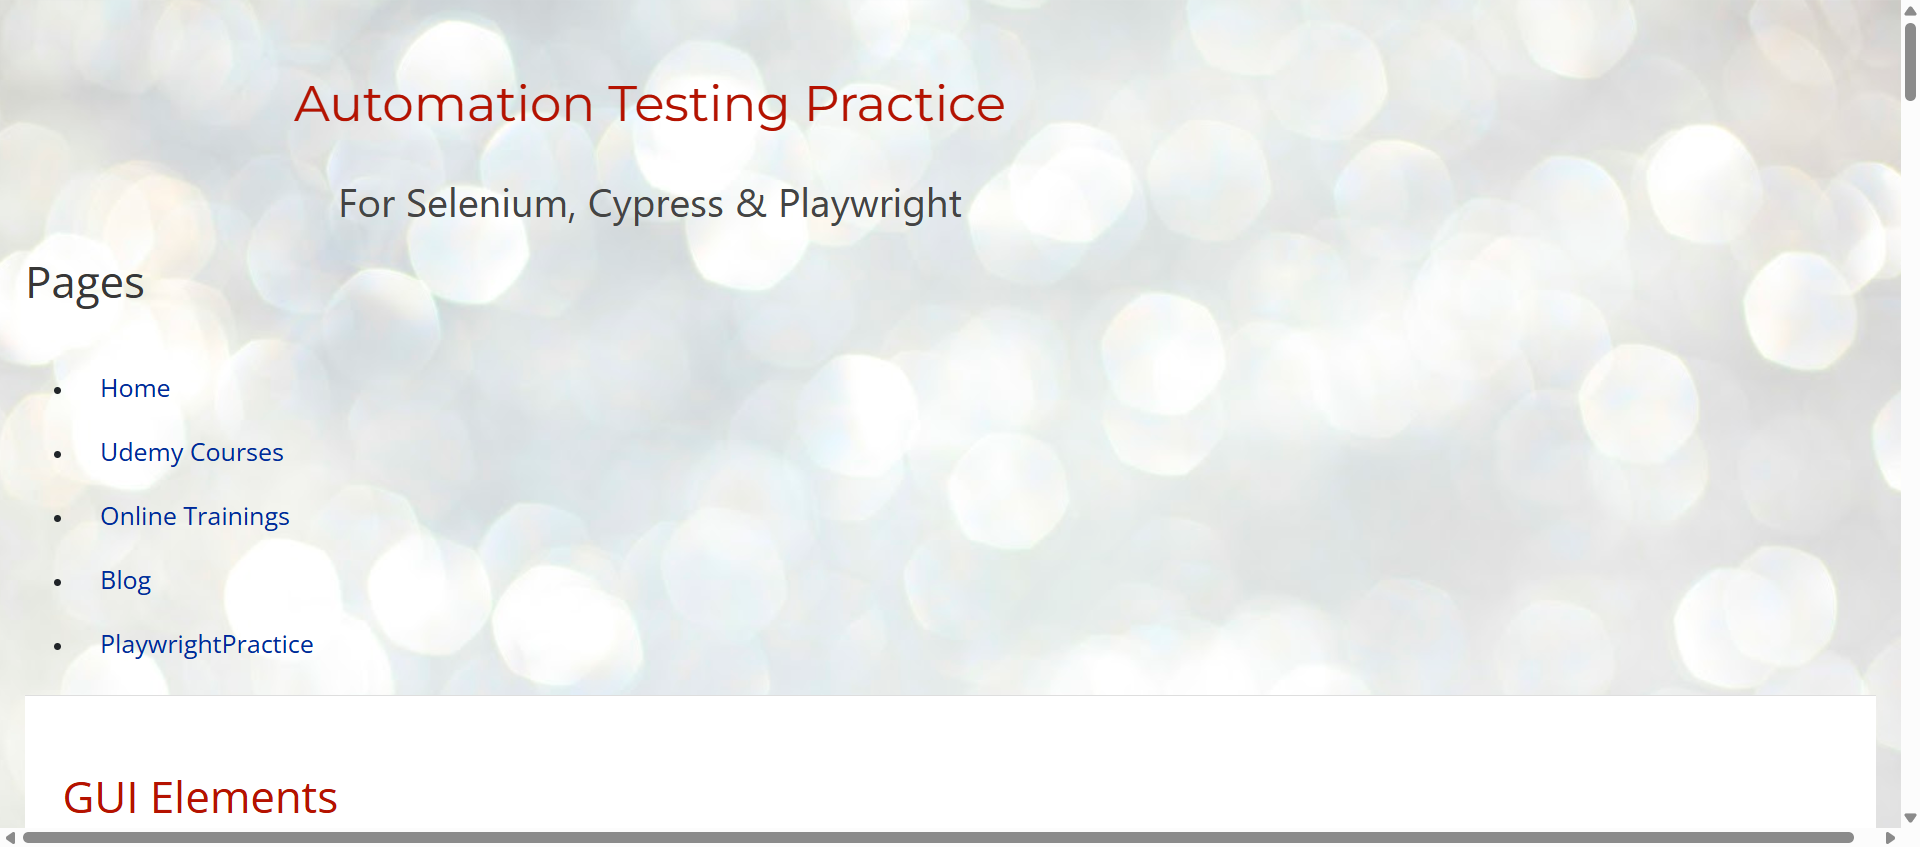 Automation Testing Practice
For Selenium, Cypress & Playwright
Pages
Home
Udemy Courses
Online Trainings
Blog
PlaywrightPractice
GUI Elements